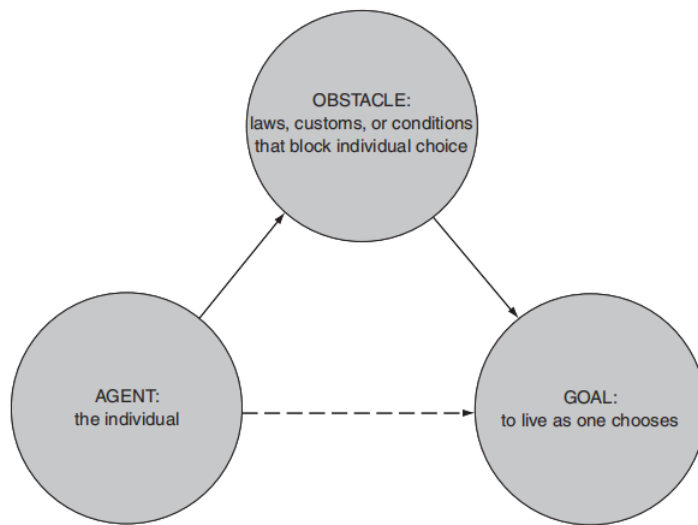 OBSTACLE:
laws, customs, or conditions
that block individual choice
AGENT:
the individual
GOAL:
to live as one chooses